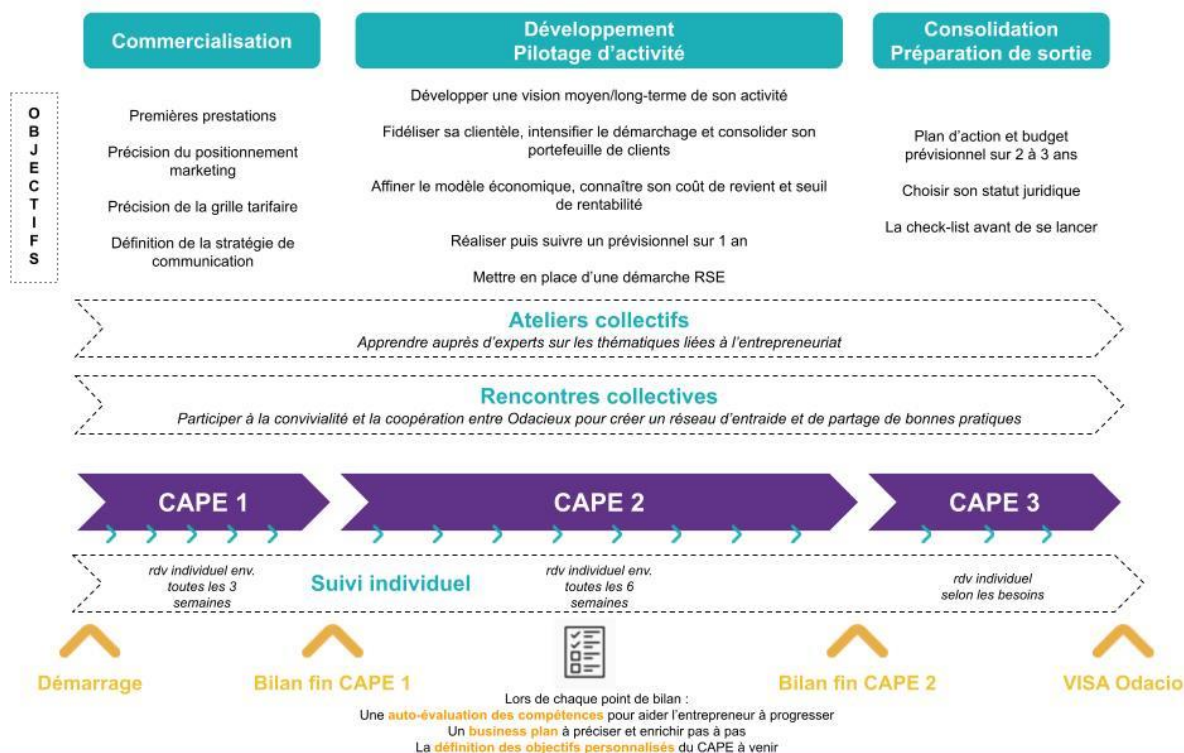 Commercialisation
Développement
Pilotage d'activité
Consolidation
Préparation de sortie
OBJECTIFS
Premières prestations
Précision du positionnement
marketing
Précision de la grille tarifaire
Définition de la stratégie de
communication
Développer une vision moyen/long-terme de son activité
Fidéliser sa clientèle, intensifier le démarchage et consolider son
portefeuille de clients
Affiner le modèle économique, connaître son coût de revient et seuil
de rentabilité
Réaliser puis suivre un prévisionnel sur 1 an
Mettre en place d'une démarche RSE
Plan d'action et budget
prévisionnel sur 2 à 3 ans
Choisir son statut juridique
La check-list avant de se lancer
Ateliers collectifs
Apprendre auprès d'experts sur les thématiques liées à l'entrepreneuriat
Rencontres collectives
Participer à la convivialité et la coopération entre Odacieux pour créer un réseau d'entraide et de partage de bonnes pratiques
CAPE 1
CAPE 2
CAPE 3
rdv individuel env.
toutes les 3
semaines
Suivi individuel
rdv individuel env.
toutes les 6
semaines
rdv individuel
selon les besoins
Démarrage
Bilan fin CAPE 1
Bilan fin CAPE 2
VISA Odacio
Lors de chaque point de bilan :
Une auto-évaluation des compétences pour aider l'entrepreneur à progresser
Un business plan à préciser et enrichir pas à pas
La définition des objectifs personnalisés du CAPE à venir